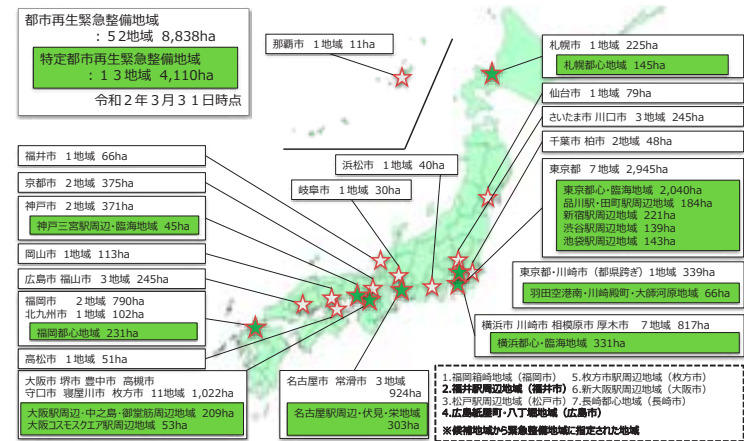 都市再生緊急整備地域
：５２地域 8,838ha
特定都市再生緊急整備地域
：１３地域 4,110ha
令和２年３月３１日時点
那覇市 1地域 11ha
札幌市 1地域 225ha
札幌都心地域 145ha
仙台市 1地域 79ha
さいたま市 川口市 3地域 245ha
千葉市 柏市 2地域 48ha
東京都 7地域 2,945ha
東京都心・臨海地域 2,040ha
品川駅・田町駅周辺地域 184ha
新宿駅周辺地域 221ha
渋谷駅周辺地域 139ha
池袋駅周辺地域 143ha
東京都・川崎市（都県跨ぎ）1地域 339ha
羽田空港南・川崎殿町・大師河原地域 66ha
横浜市 川崎市 相模原市 厚木市 7地域 817ha
横浜都心・臨海地域 331ha
浜松市 1地域 40ha
岐阜市 1地域 30ha
福井市 1地域 66ha
京都市 2地域 375ha
神戸市 2地域 371ha
神戸三宮駅周辺・臨海地域 45ha
岡山市 1地域 113ha
広島市 福山市 3地域 245ha
福岡市 2地域 790ha
北九州市 1地域 102ha
福岡都心地域 231ha
高松市 1地域 51ha
大阪市 堺市 豊中市 高槻市
守口市 寝屋川市 枚方市 11地域 1,022ha
大阪駅周辺・中之島・御堂筋周辺地域 209ha
大阪コスモスクエア駅周辺地域 53ha
名古屋市 常滑市 3地域
924ha
名古屋駅周辺・伏見・栄地域
303ha
1.福岡箱崎地域（福岡市） 5.枚方市駅周辺地域（枚方市）
2.福井駅周辺地域（福井市） 6.新大阪駅周辺地域（大阪市）
3.松戸駅周辺地域（松戸市） 7.長崎都心地域（長崎市）
4.広島紙屋町・八丁堀地域（広島市）
※候補地域から緊急整備地域に指定された地域